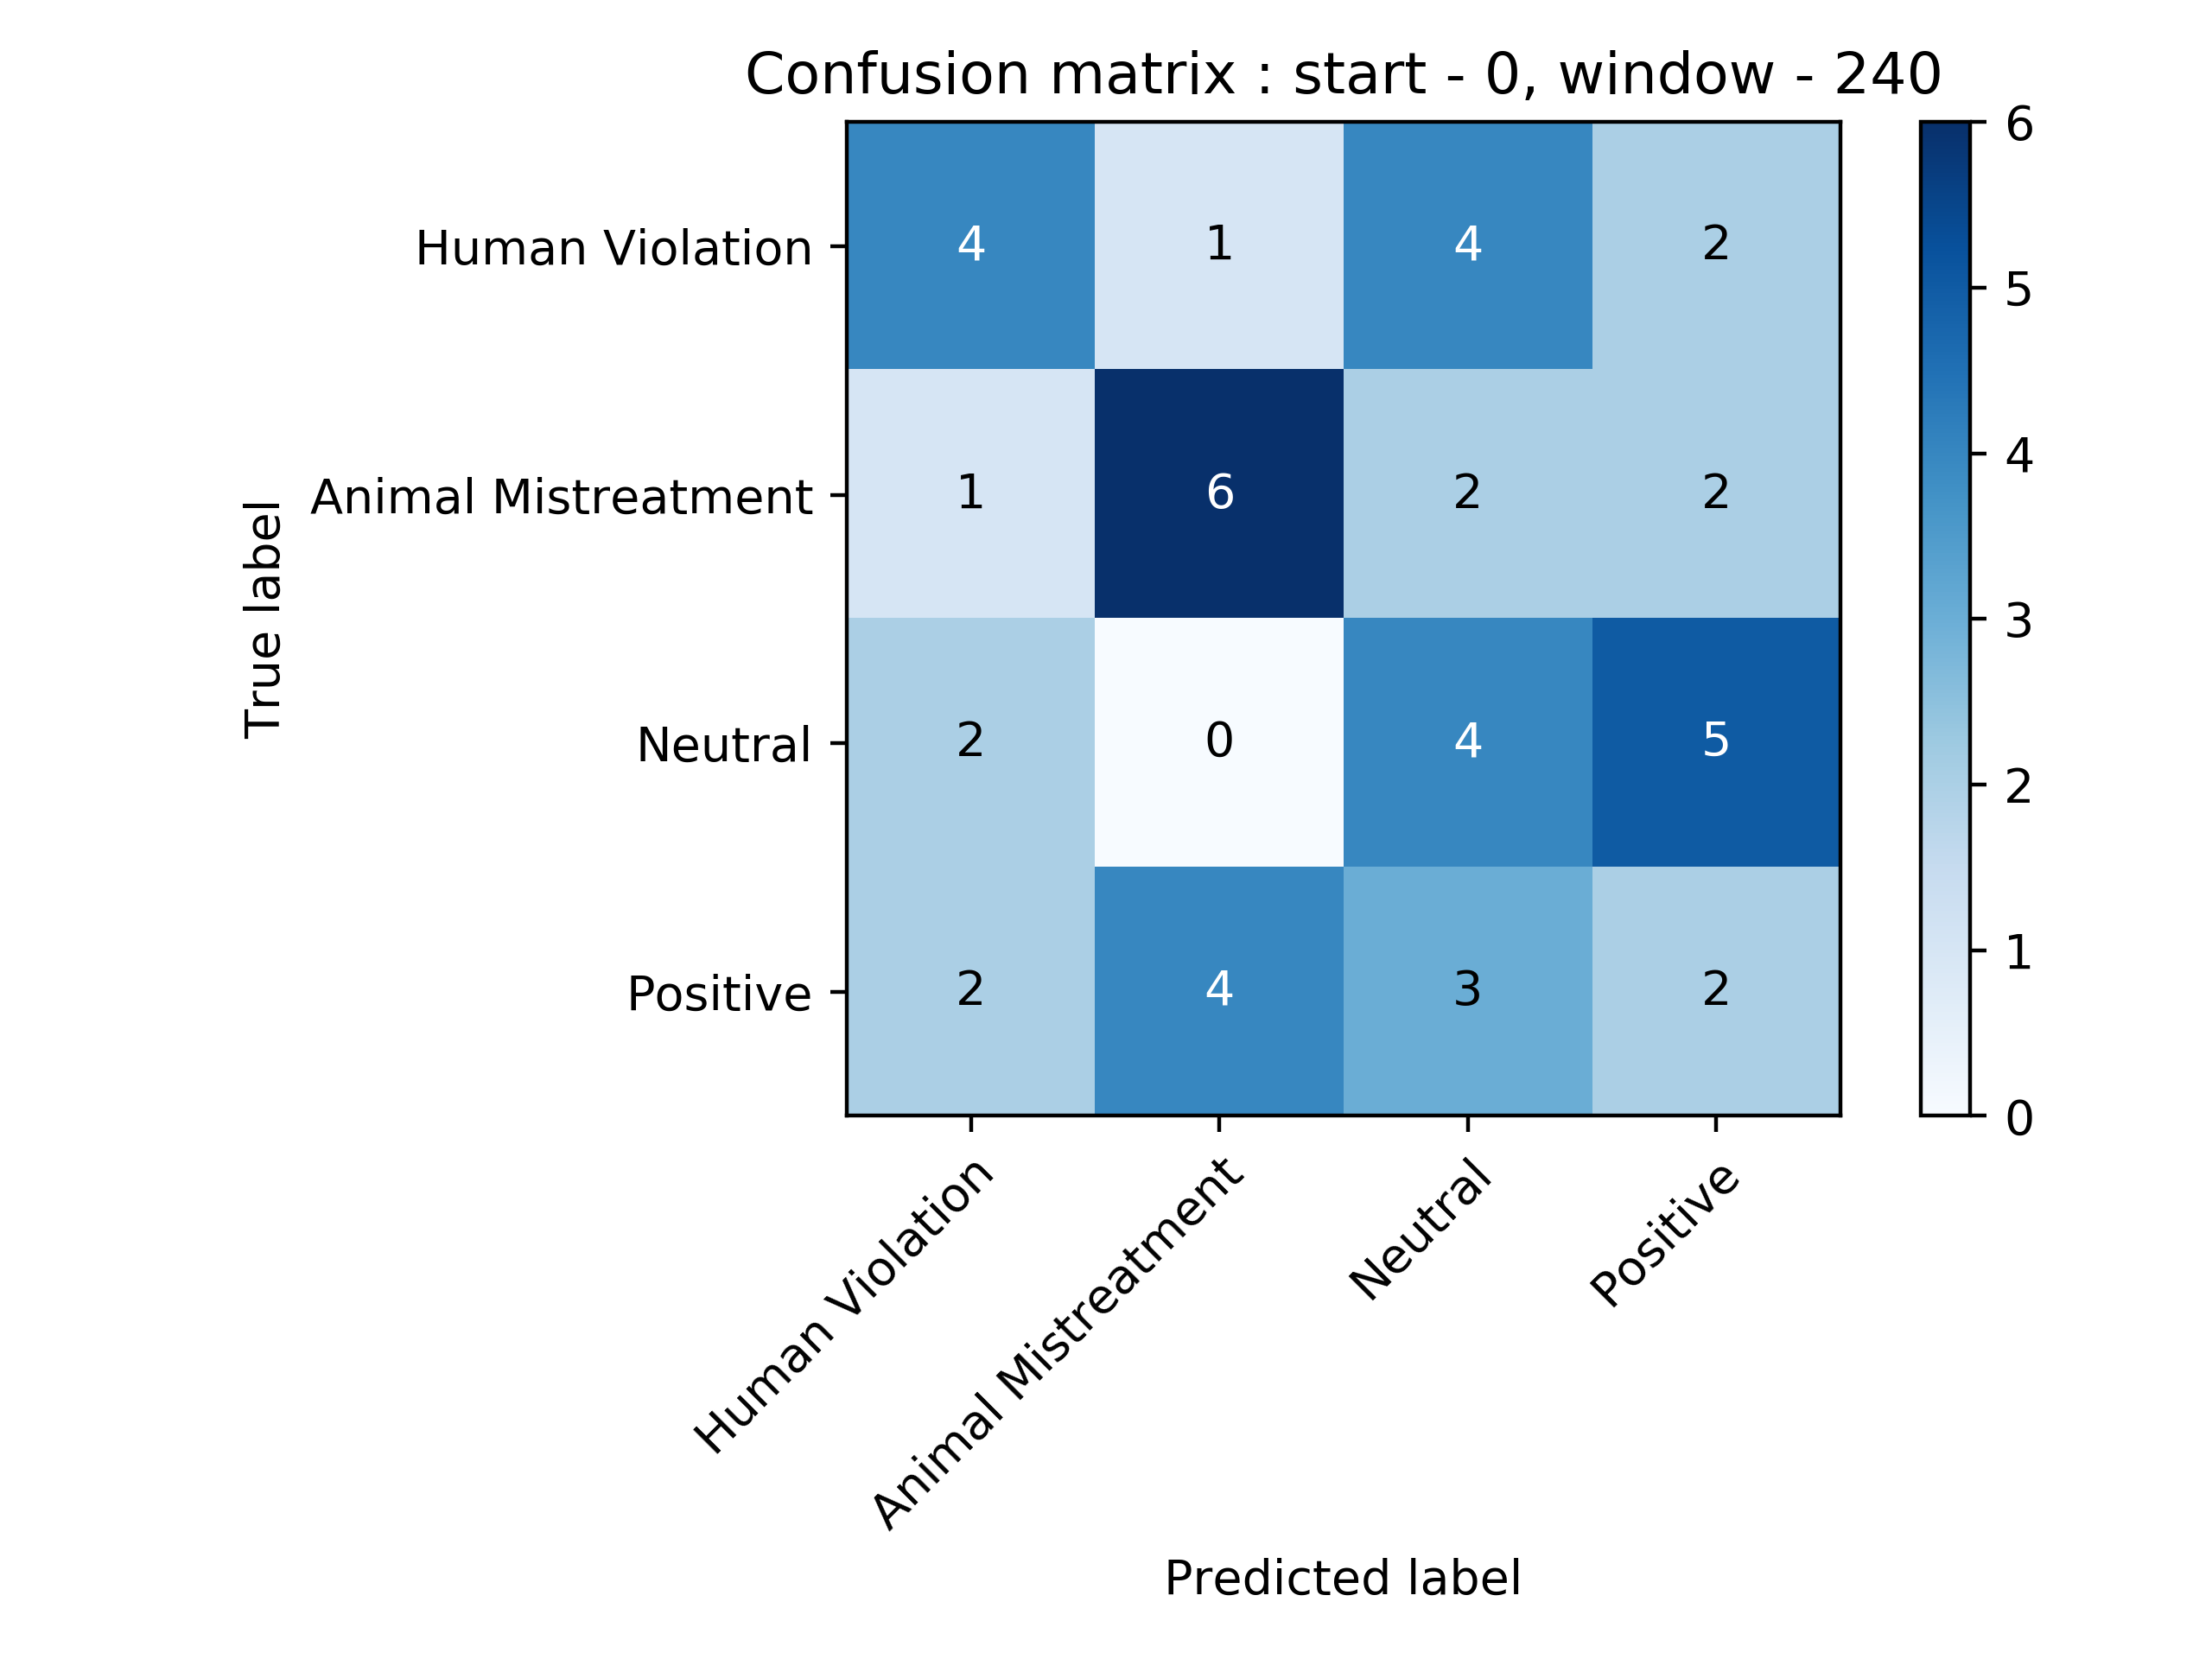 Confusion matrix : start - 0, window - 240
True label
Human Violation
Animal Mistreatment
Neutral
Positive
4 1 4 2
1 6 2 2
2 0 4 5
2 4 3 2
6
5
4
3
2
1
0
Human Violation
Animal Mistreatment
Neutral
Positive
Predicted label